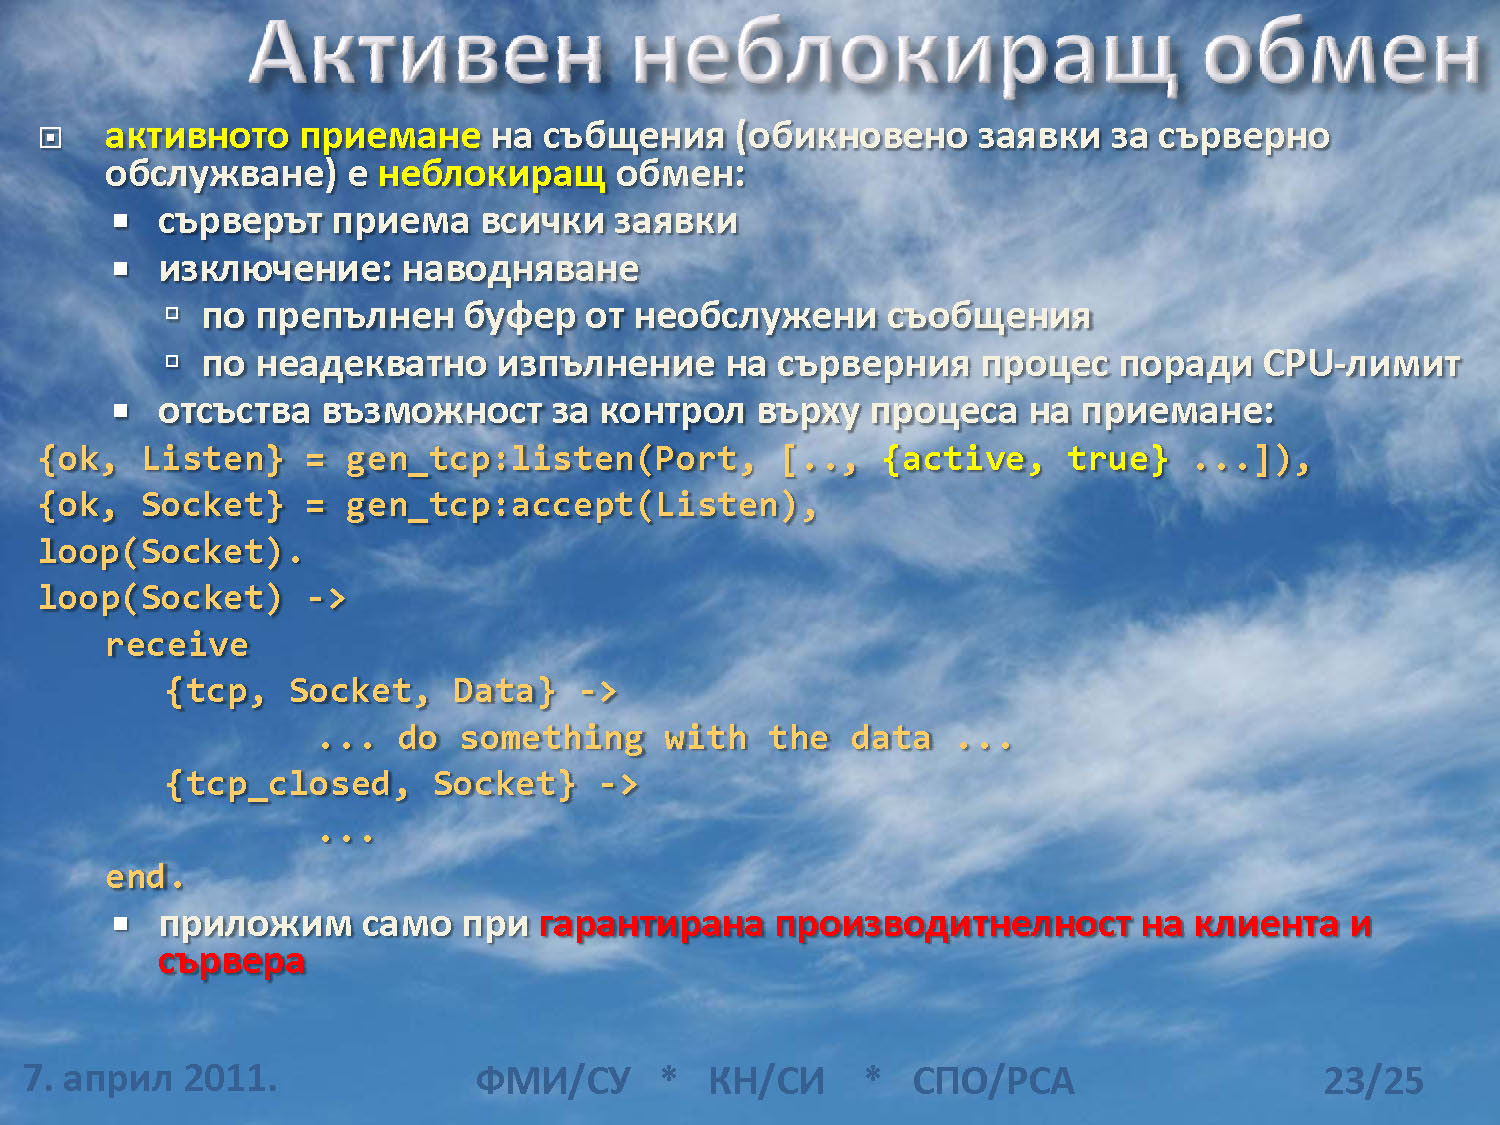 Активен неблокиращ обмен
активното приемане на събщения (обикновено заявки за сърверно
обслужване) е неблокиращ обмен:
сърверът приема всички заявки
изключение: наводняване
по препълнен буфер от необслужени съобщения
по неадекватно изпълнение на сърверния процес поради CPU-лимит
отсъства възможност за контрол върху процеса на приемане:
{ok, Listen} = gen_tcp:listen(Port, [.., {active, true} ...]),
{ok, Socket} = gen_tcp:accept(Listen),
loop(Socket).
loop(Socket) ->
receive
{tcp, Socket, Data} ->
... do something with the data ...
{tcp_closed, Socket} ->
...
end.
приложим само при гарантирана производитнелност на клиента и
сървера
7. април 2011. ФМИ/СУ * КН/СИ * СПО/РСА 23/25